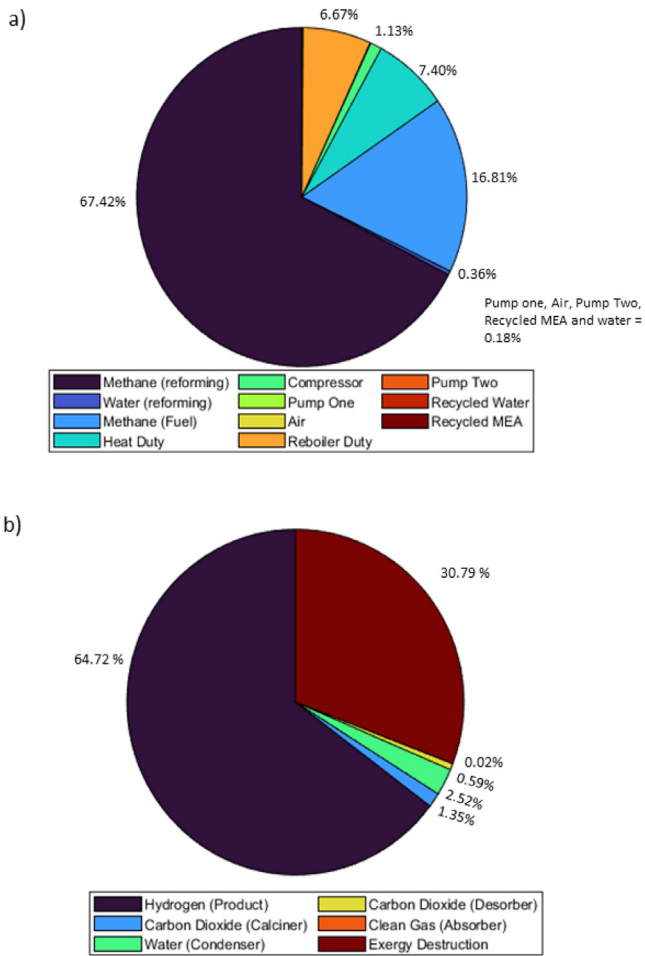 a)
6.67%
1.13%
7.40%
16.81%
67.42%
0.36%
Pump one, Air, Pump Two,
Recycled MEA and water =
0.18%
Methane (reforming)
Compressor
Pump Two
Water (reforming)
Pump One
Recycled Water
Methane (Fuel)
Air
Recycled MEA
Heat Duty
Reboiler Duty
b)
30.79 %
64.72 %
0.02%
0.59%
2.52%
1.35%
Hydrogen (Product)
Carbon Dioxide (Desorber)
Carbon Dioxide (Calciner)
Clean Gas (Absorber)
Water (Condenser)
Exergy Destruction